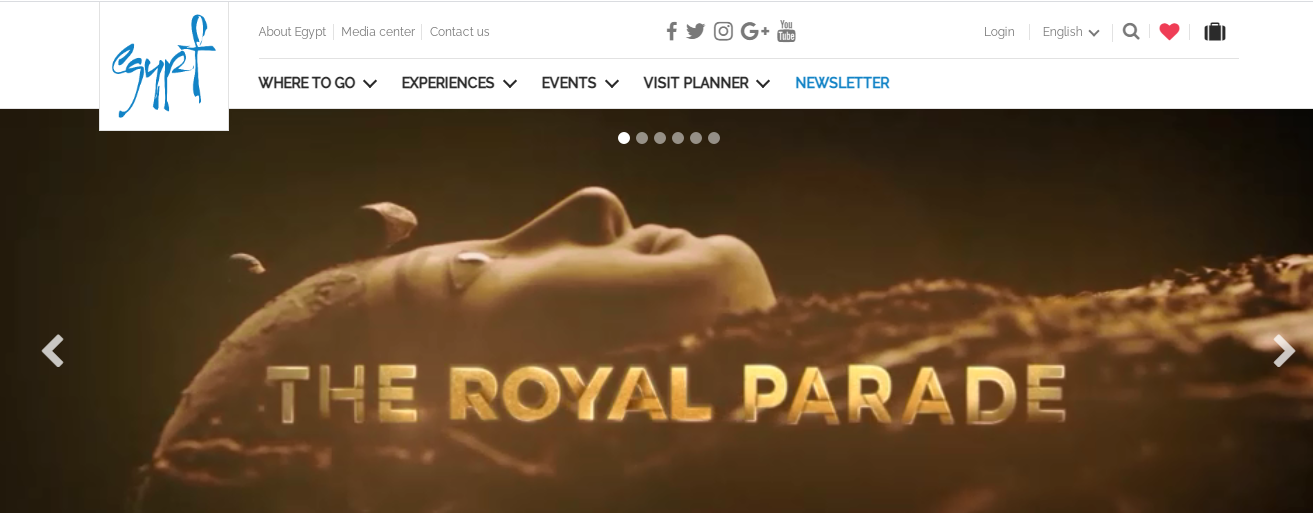 egypt
About Egypt
Media center
Contact us
You
Tube
Login
English
WHERE TO GO
EXPERIENCES
EVENTS
VISIT PLANNER
NEWSLETTER
THE ROYAL PARADE